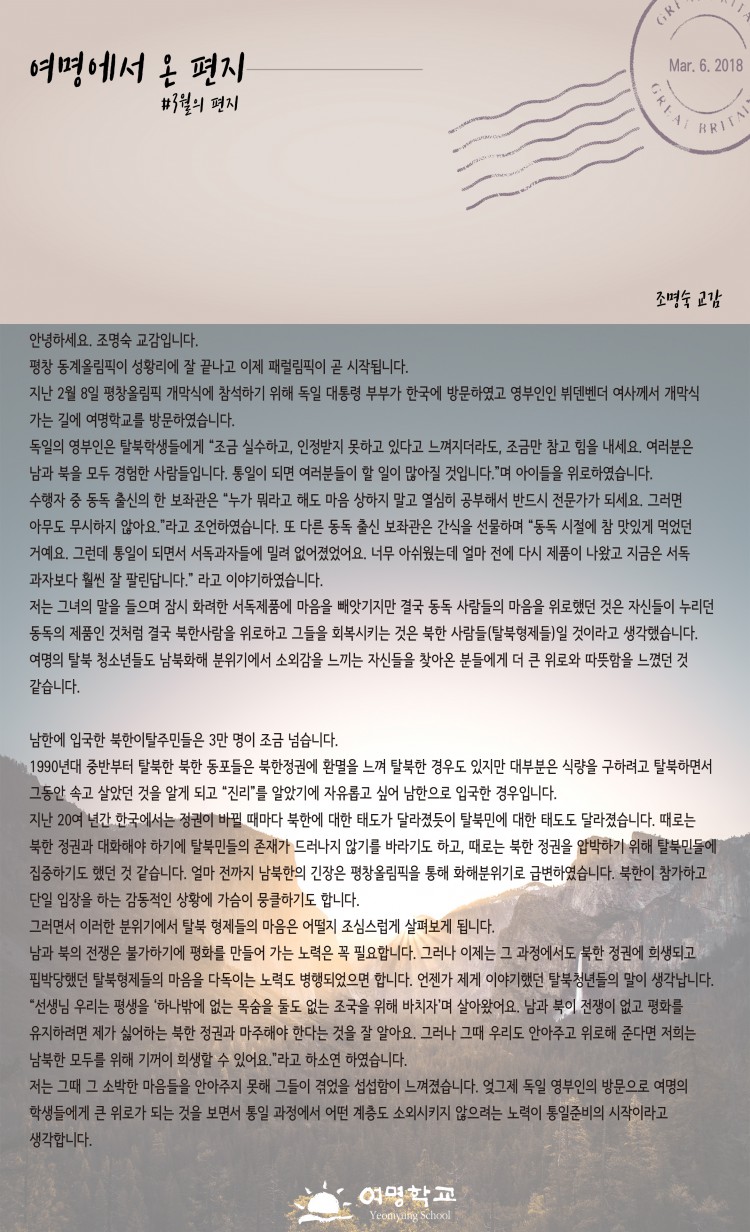 여명에서 온 편지
#3월의 편지
GREAT BRITAI
Mar. 6. 2018
GREAT BRITAI
조명숙 교감
안녕하세요. 조명숙 교감입니다.
평창 동계올림픽이 성황리에 잘 끝나고 이제 패럴림픽이 곧 시작됩니다.
지난 2월 8일 평창올림픽 개막식에 참석하기 위해 독일 대통령 부부가 한국에 방문하였고 영부인인 뷔덴벤더 여사께서 개막식
가는 길에 여명학교를 방문하였습니다.
독일의 영부인은 탈북학생들에게 “조금 실수하고, 인정받지 못하고 있다고 느껴지더라도, 조금만 참고 힘을 내세요. 여러분은
남과 북을 모두 경험한 사람들입니다. 통일이 되면 여러분들이 할 일이 많아질 것입니다.”며 아이들을 위로하였습니다.
수행자 중 동독 출신의 한 보좌관은 “누가 뭐라고 해도 마음 상하지 말고 열심히 공부해서 반드시 전문가가 되세요. 그러면
아무도 무시하지 않아요.”라고 조언하였습니다. 또 다른 동독 출신 보좌관은 간식을 선물하며 “동독 시절에 참 맛있게 먹었던
거예요. 그런데 통일이 되면서 서독과자들에 밀려 없어졌었어요. 너무 아쉬웠는데 얼마 전에 다시 제품이 나왔고 지금은 서독
과자보다 훨씬 잘 팔린답니다.” 라고 이야기하였습니다.
저는 그녀의 말을 들으며 잠시 화려한 서독제품에 마음을 빼앗기지만 결국 동독 사람들의 마음을 위로했던 것은 자신들이 누리던
동독의 제품인 것처럼 결국 북한사람을 위로하고 그들을 회복시키는 것은 북한 사람들(탈북형제들)일 것이라고 생각했습니다.
여명의 탈북 청소년들도 남북화해 분위기에서 소외감을 느끼는 자신들을 찾아온 분들에게 더 큰 위로와 따뜻함을 느꼈던 것
같습니다.
남한에 입국한 북한이탈주민들은 3만 명이 조금 넘습니다.
1990년대 중반부터 탈북한 북한 동포들은 북한정권에 환멸을 느껴 탈북한 경우도 있지만 대부분은 식량을 구하려고 탈북하면서
그동안 속고 살았던 것을 알게 되고 “진리”를 알았기에 자유롭고 싶어 남한으로 입국한 경우입니다.
지난 20여 년간 한국에서는 정권이 바뀔 때마다 북한에 대한 태도가 달라졌듯이 탈북민에 대한 태도도 달라졌습니다. 때로는
북한 정권과 대화해야 하기에 탈북민들의 존재가 드러나지 않기를 바라기도 하고, 때로는 북한 정권을 압박하기 위해 탈북민들에
집중하기도 했던 것 같습니다. 얼마 전까지 남북한의 긴장은 평창올림픽을 통해 화해분위기로 급변하였습니다. 북한이 참가하고
단일 입장을 하는 감동적인 상황에 가슴이 뭉클하기도 합니다.
그러면서 이러한 분위기에서 탈북 형제들의 마음은 어떨지 조심스럽게 살펴보게 됩니다.
남과 북의 전쟁은 불가하기에 평화를 만들어 가는 노력은 꼭 필요합니다. 그러나 이제는 그 과정에서도 북한 정권에 희생되고
핍박당했던 탈북형제들의 마음을 다독이는 노력도 병행되었으면 합니다. 언젠가 제게 이야기했던 탈북청년들의 말이 생각납니다.
“선생님 우리는 평생을 ‘하나밖에 없는 목숨을 둘도 없는 조국을 위해 바치자’며 살아왔어요. 남과 북이 전쟁이 없고 평화를
유지하려면 제가 싫어하는 북한 정권과 마주해야 한다는 것을 잘 알아요. 그러나 그때 우리도 안아주고 위로해 준다면 저희는
남북한 모두를 위해 기꺼이 희생할 수 있어요.”라고 하소연 하였습니다.
저는 그때 그 소박한 마음들을 안아주지 못해 그들이 겪었을 섭섭함이 느껴졌습니다. 엊그제 독일 영부인의 방문으로 여명의
학생들에게 큰 위로가 되는 것을 보면서 통일 과정에서 어떤 계층도 소외시키지 않으려는 노력이 통일준비의 시작이라고
생각합니다.
여명학교
Yeomyung School